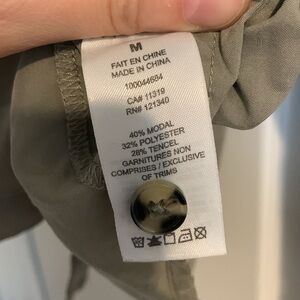 M
FAIT EN CHINE
MADE IN CHINA
100044684
CA# 11319
RN# 121340
40% MODAL
32% POLYESTER
28% TENCEL
GARNITURES NON
COMPRISES / EXCLUSIVE
OF TRIMS